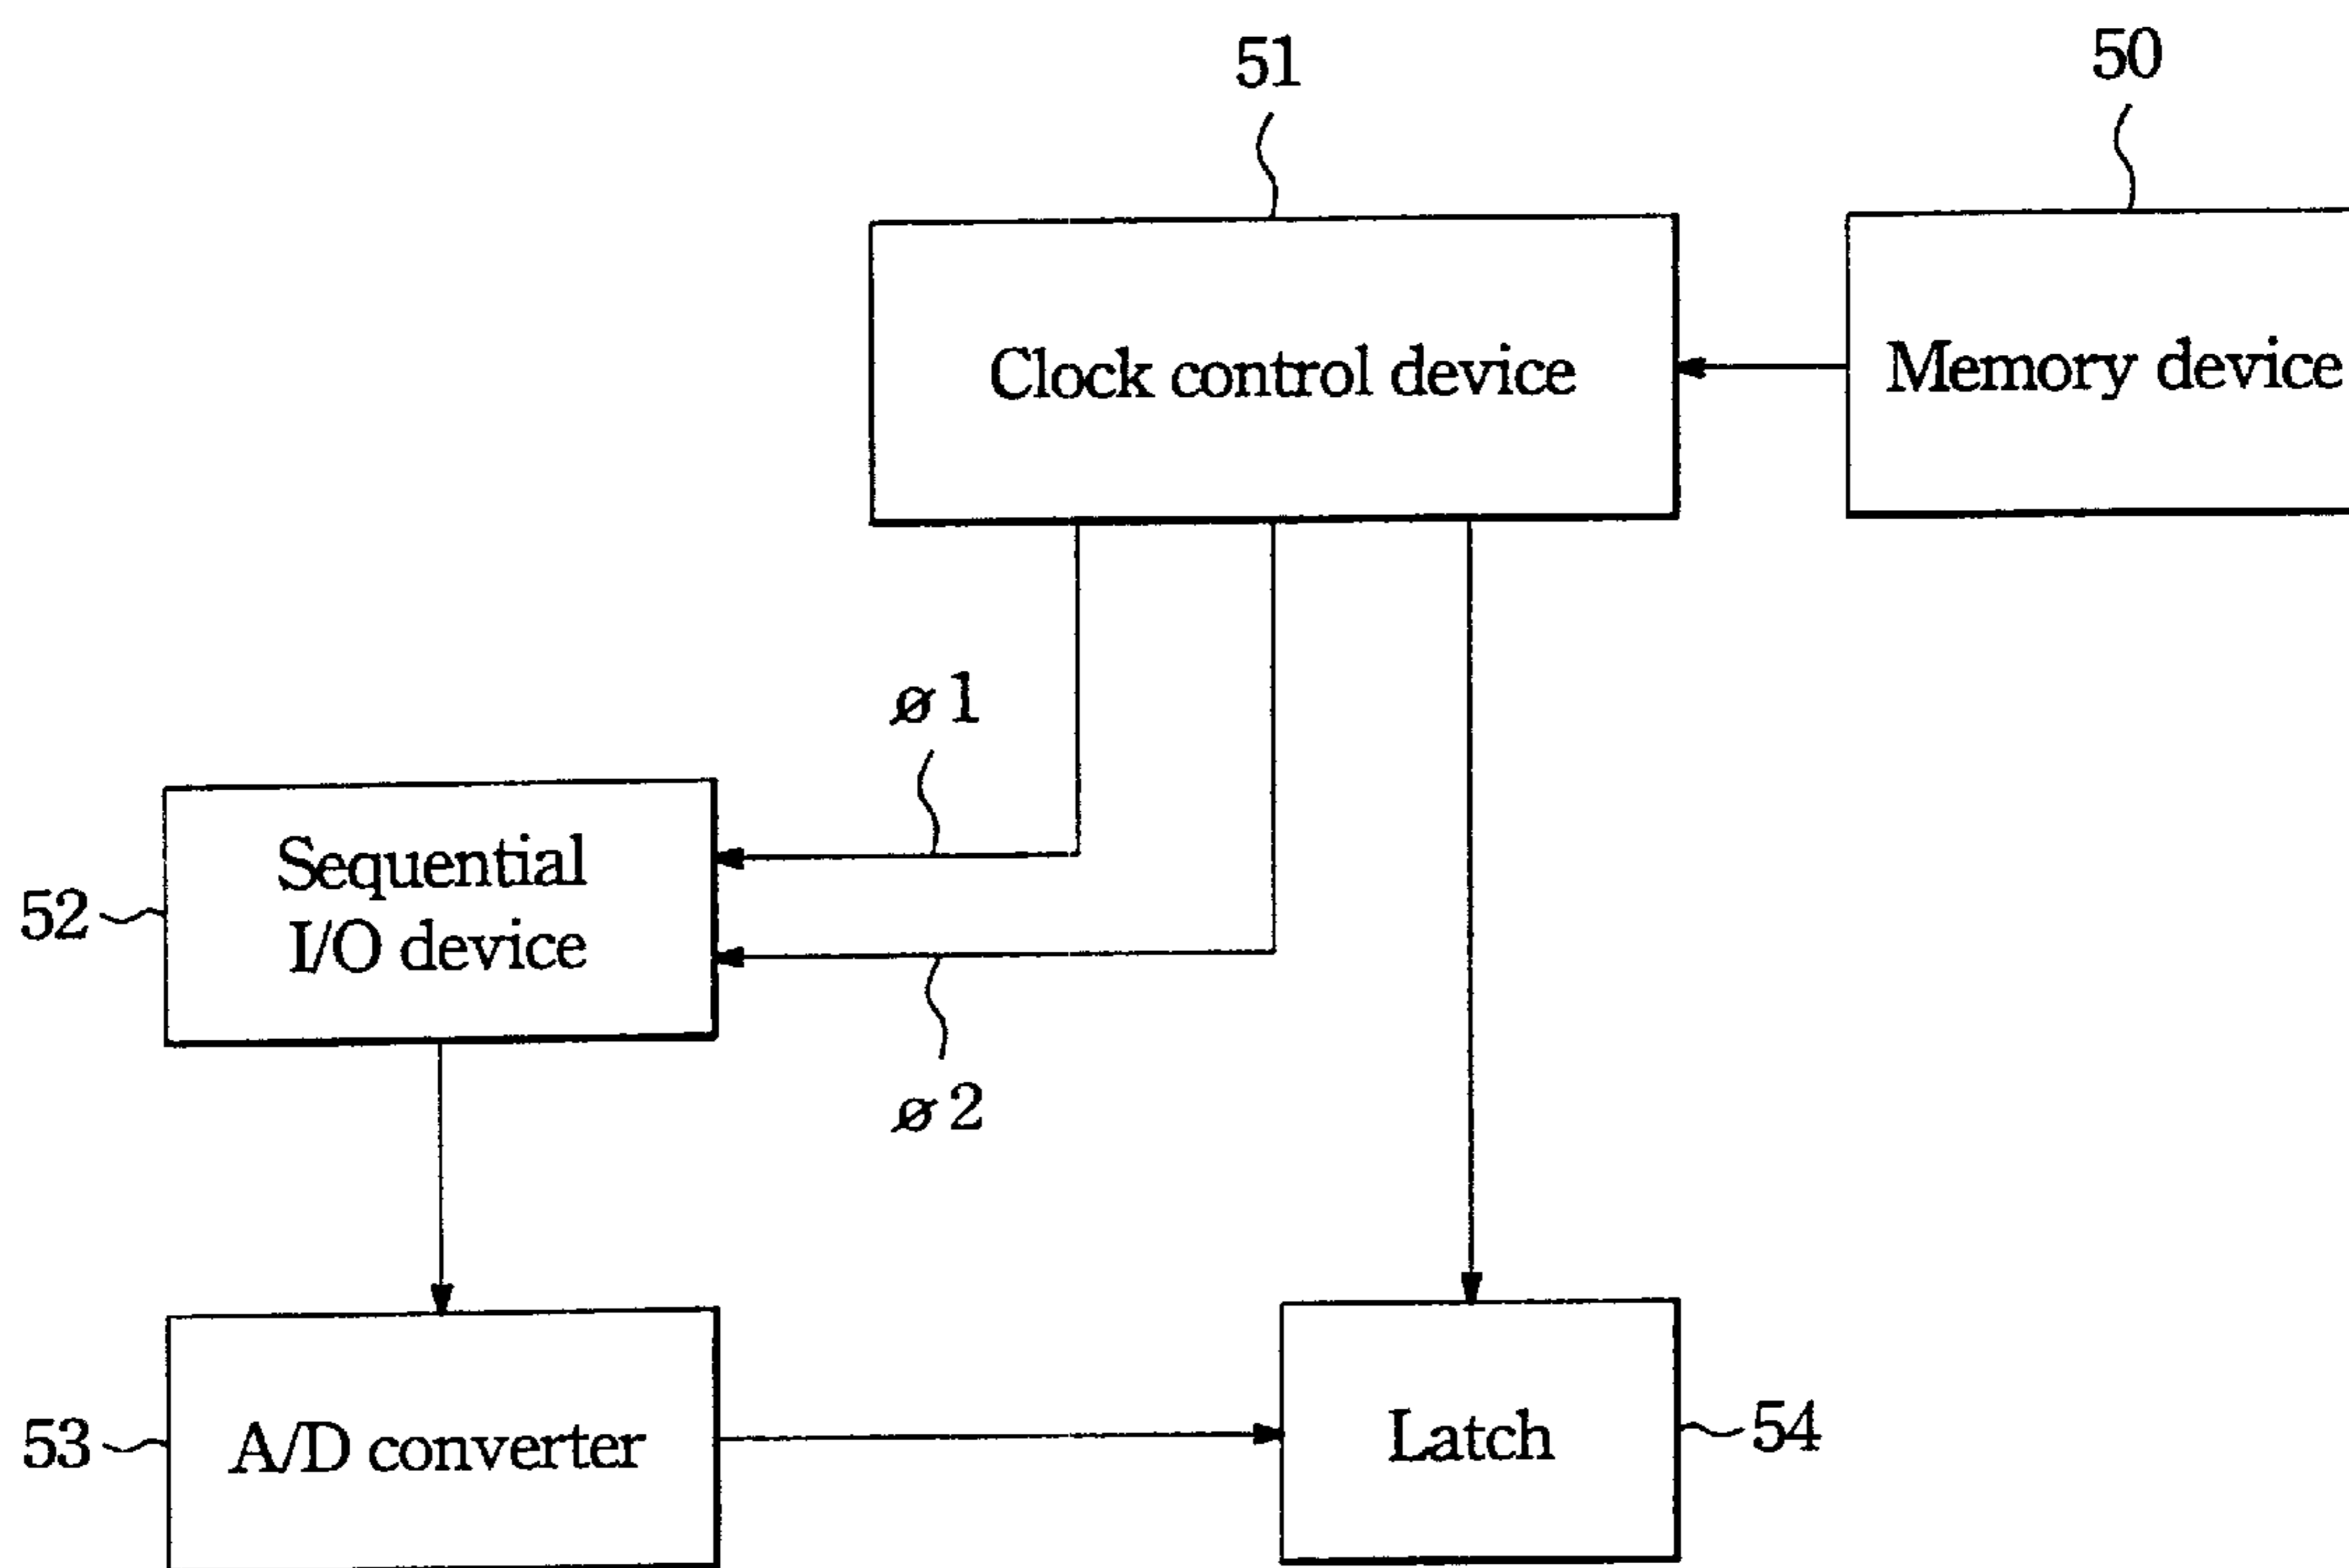 51
50
Clock control device
Memory device
ø1
Sequential
I/O device
52
ø2
53
A/D converter
Latch
54